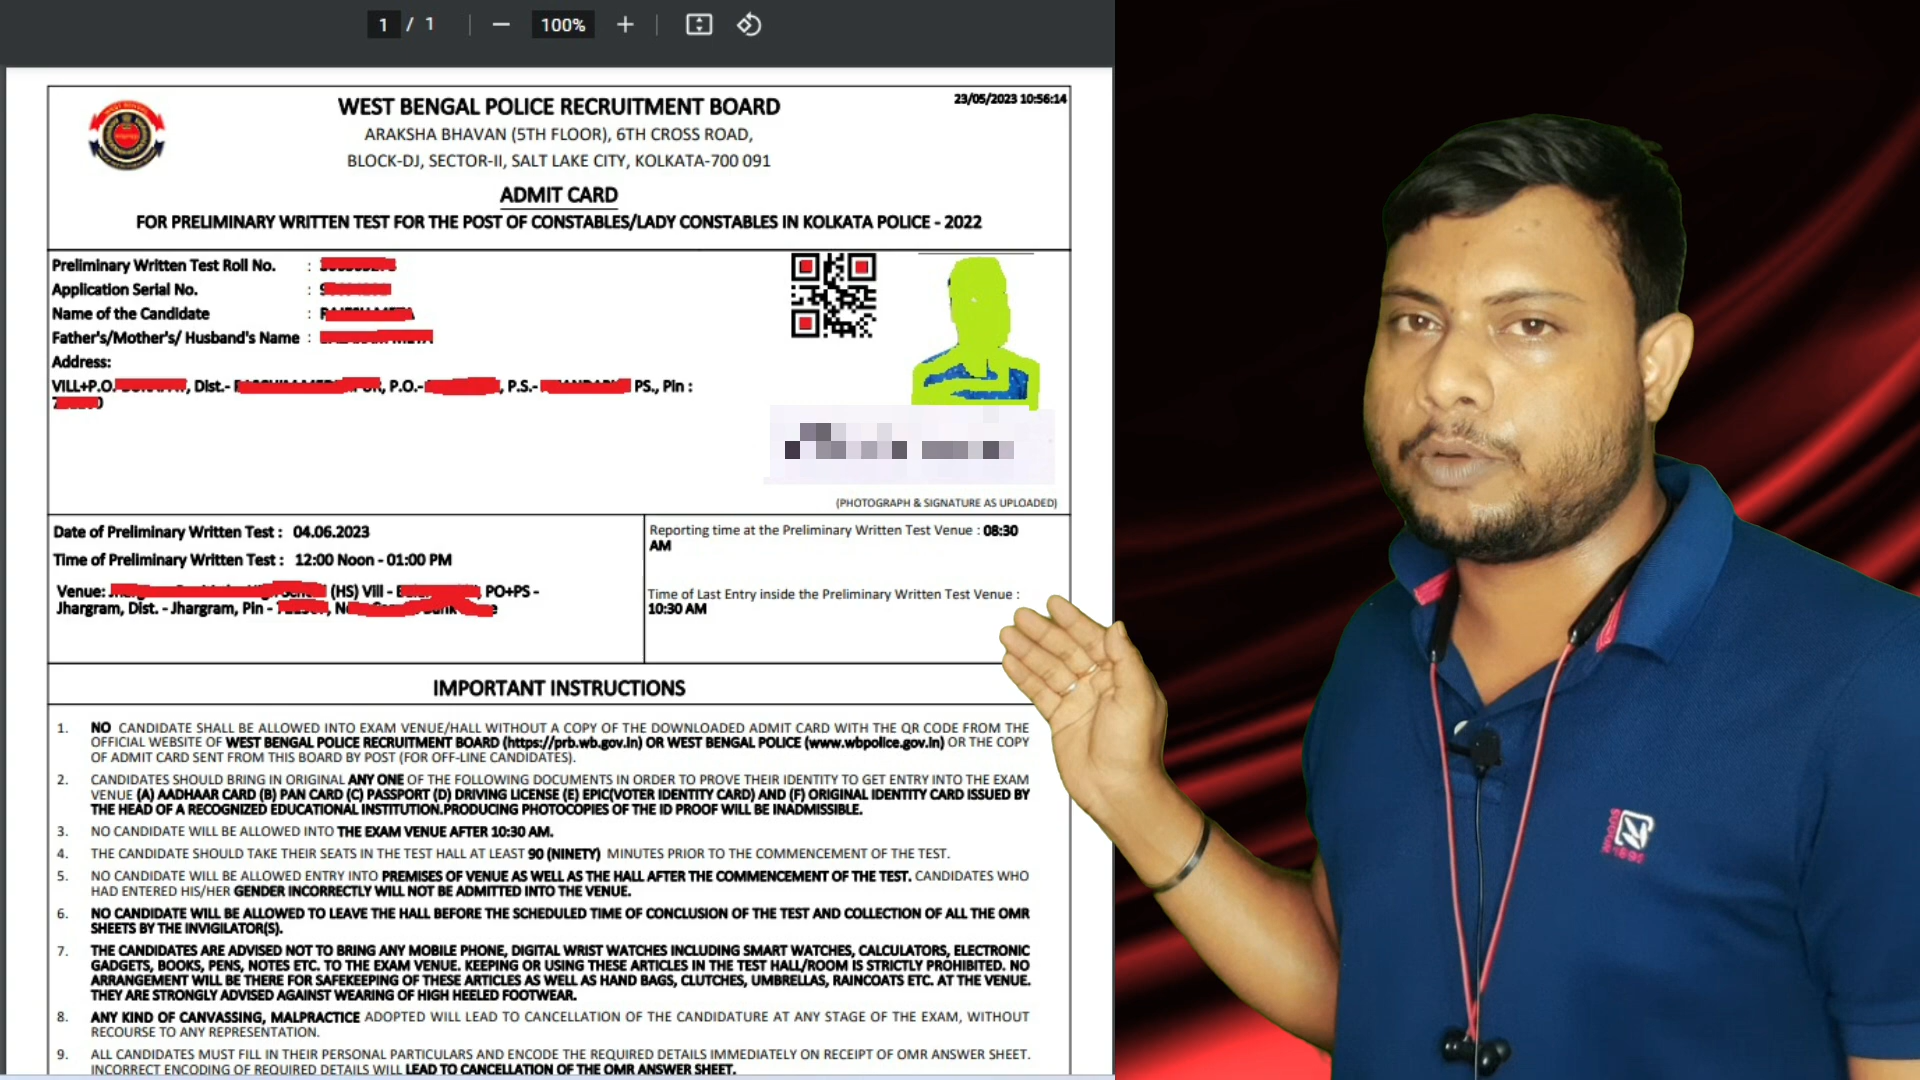 1 / 1
100%
23/05/2023 10:56:14
WEST BENGAL POLICE RECRUITMENT BOARD
ARAKSHA BHAVAN (5TH FLOOR), 6TH CROSS ROAD,
BLOCK-DJ, SECTOR-II, SALT LAKE CITY, KOLKATA-700 091
ADMIT CARD
FOR PRELIMINARY WRITTEN TEST FOR THE POST OF CONSTABLES/LADY CONSTABLES IN KOLKATA POLICE - 2022
Preliminary Written Test Roll No. :
Application Serial No. :
Name of the Candidate :
Father's/Mother's/ Husband's Name :
Address:
VILL+P.O. , Dist.- , P.O.- , P.S.- PS., Pin :
(PHOTOGRAPH & SIGNATURE AS UPLOADED)
Date of Preliminary Written Test : 04.06.2023
Time of Preliminary Written Test : 12:00 Noon - 01:00 PM
Venue: (HS) Vill - , PO+PS -
Jhargram, Dist. - Jhargram, Pin -
Reporting time at the Preliminary Written Test Venue : 08:30
AM
Time of Last Entry inside the Preliminary Written Test Venue :
10:30 AM
IMPORTANT INSTRUCTIONS
1. NO CANDIDATE SHALL BE ALLOWED INTO EXAM VENUE/HALL WITHOUT A COPY OF THE DOWNLOADED ADMIT CARD WITH THE QR CODE FROM THE
OFFICIAL WEBSITE OF WEST BENGAL POLICE RECRUITMENT BOARD (https://prb.wb.gov.in) OR WEST BENGAL POLICE (www.wbpolice.gov.in) OR THE COPY
OF ADMIT CARD SENT FROM THIS BOARD BY POST (FOR OFF-LINE CANDIDATES).
2. CANDIDATES SHOULD BRING IN ORIGINAL ANY ONE OF THE FOLLOWING DOCUMENTS IN ORDER TO PROVE THEIR IDENTITY TO GET ENTRY INTO THE EXAM
VENUE (A) AADHAAR CARD (B) PAN CARD (C) PASSPORT (D) DRIVING LICENSE (E) EPIC(VOTER IDENTITY CARD) AND (F) ORIGINAL IDENTITY CARD ISSUED BY
THE HEAD OF A RECOGNIZED EDUCATIONAL INSTITUTION.PRODUCING PHOTOCOPIES OF THE ID PROOF WILL BE INADMISSIBLE.
3. NO CANDIDATE WILL BE ALLOWED INTO THE EXAM VENUE AFTER 10:30 AM.
4. THE CANDIDATE SHOULD TAKE THEIR SEATS IN THE TEST HALL AT LEAST 90 (NINETY) MINUTES PRIOR TO THE COMMENCEMENT OF THE TEST.
5. NO CANDIDATE WILL BE ALLOWED ENTRY INTO PREMISES OF VENUE AS WELL AS THE HALL AFTER THE COMMENCEMENT OF THE TEST. CANDIDATES WHO
HAD ENTERED HIS/HER GENDER INCORRECTLY WILL NOT BE ADMITTED INTO THE VENUE.
6. NO CANDIDATE WILL BE ALLOWED TO LEAVE THE HALL BEFORE THE SCHEDULED TIME OF CONCLUSION OF THE TEST AND COLLECTION OF ALL THE OMR
SHEETS BY THE INVIGILATOR(S).
7. THE CANDIDATES ARE ADVISED NOT TO BRING ANY MOBILE PHONE, DIGITAL WRIST WATCHES INCLUDING SMART WATCHES, CALCULATORS, ELECTRONIC
GADGETS, BOOKS, PENS, NOTES ETC. TO THE EXAM VENUE. KEEPING OR USING THESE ARTICLES IN THE TEST HALL/ROOM IS STRICTLY PROHIBITED. NO
ARRANGEMENT WILL BE THERE FOR SAFEKEEPING OF THESE ARTICLES AS WELL AS HAND BAGS, CLUTCHES, UMBRELLAS, RAINCOATS ETC. AT THE VENUE.
THEY ARE STRONGLY ADVISED AGAINST WEARING OF HIGH HEELED FOOTWEAR.
8. ANY KIND OF CANVASSING, MALPRACTICE ADOPTED WILL LEAD TO CANCELLATION OF THE CANDIDATURE AT ANY STAGE OF THE EXAM, WITHOUT
RECOURSE TO ANY REPRESENTATION.
9. ALL CANDIDATES MUST FILL IN THEIR PERSONAL PARTICULARS AND ENCODE THE REQUIRED DETAILS IMMEDIATELY ON RECEIPT OF OMR ANSWER SHEET.
INCORRECT ENCODING OF REQUIRED DETAILS WILL LEAD TO CANCELLATION OF THE OMR ANSWER SHEET.